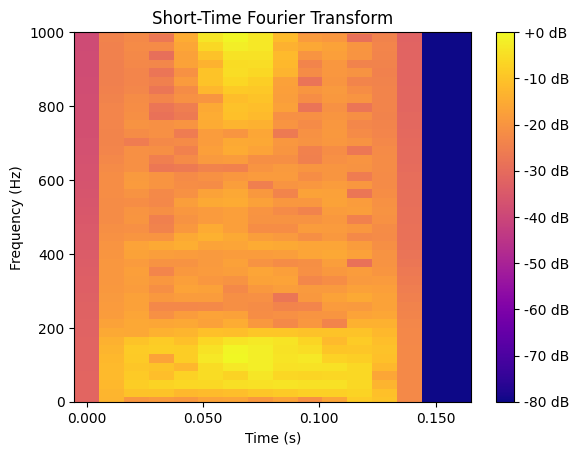 Short-Time Fourier Transform
Frequency (Hz)
1000
800
600
400
200
0
0.000
0.050
0.100
0.150
Time (s)
+0 dB
-10 dB
-20 dB
-30 dB
-40 dB
-50 dB
-60 dB
-70 dB
-80 dB